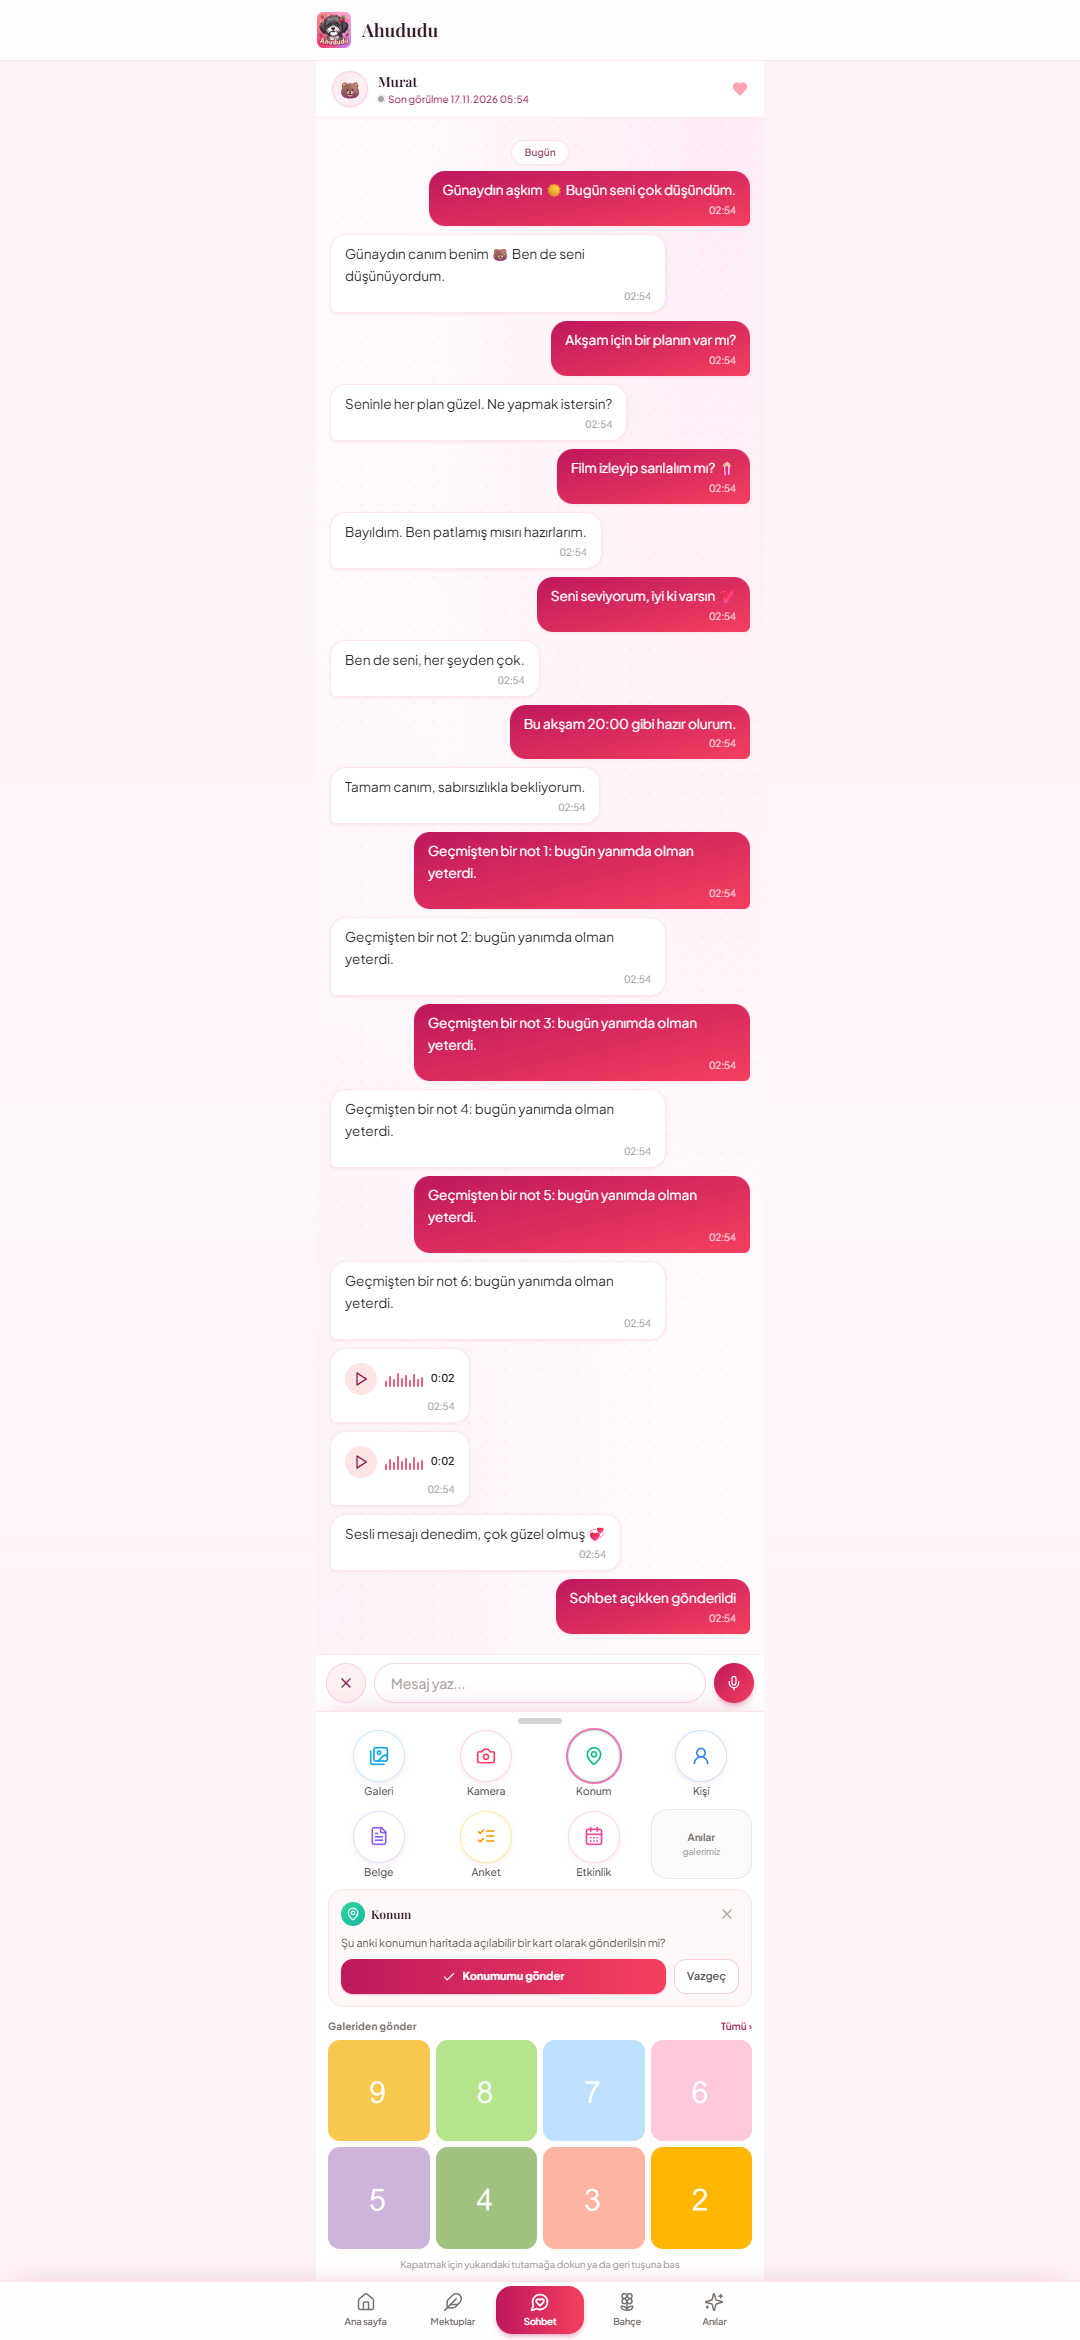 Ahududu
Ahududu
Murat
Son görülme 17.11.2026 05:54
Bugün
Günaydın aşkım 🌼 Bugün seni çok düşündüm.
02:54
Günaydın canım benim 🐻 Ben de seni
düşünüyordum.
02:54
Akşam için bir planın var mı?
02:54
Seninle her plan güzel. Ne yapmak istersin?
02:54
Film izleyip sarılalım mı?
02:54
Bayıldım. Ben patlamış mısırı hazırlarım.
02:54
Seni seviyorum, iyi ki varsın 💕
02:54
Ben de seni, her şeyden çok.
02:54
Bu akşam 20:00 gibi hazır olurum.
02:54
Tamam canım, sabırsızlıkla bekliyorum.
02:54
Geçmişten bir not 1: bugün yanımda olman
yeterdi.
02:54
Geçmişten bir not 2: bugün yanımda olman
yeterdi.
02:54
Geçmişten bir not 3: bugün yanımda olman
yeterdi.
02:54
Geçmişten bir not 4: bugün yanımda olman
yeterdi.
02:54
Geçmişten bir not 5: bugün yanımda olman
yeterdi.
02:54
Geçmişten bir not 6: bugün yanımda olman
yeterdi.
02:54
0:02
02:54
0:02
02:54
Sesli mesajı denedim, çok güzel olmuş 💞
02:54
Sohbet açıkken gönderildi
02:54
Mesaj yaz...
Galeri Kamera Konum Kişi
Belge Anket Etkinlik Anılar
galerimiz
Konum
Şu anki konumun haritada açılabilir bir kart olarak gönderilsin mi?
Konumumu gönder Vazgeç
Galeriden gönder Tümü ›
9 8 7 6
5 4 3 2
Kapatmak için yukarıdaki tutamağa dokun ya da geri tuşuna bas
Ana sayfa Mektuplar Sohbet Bahçe Anılar